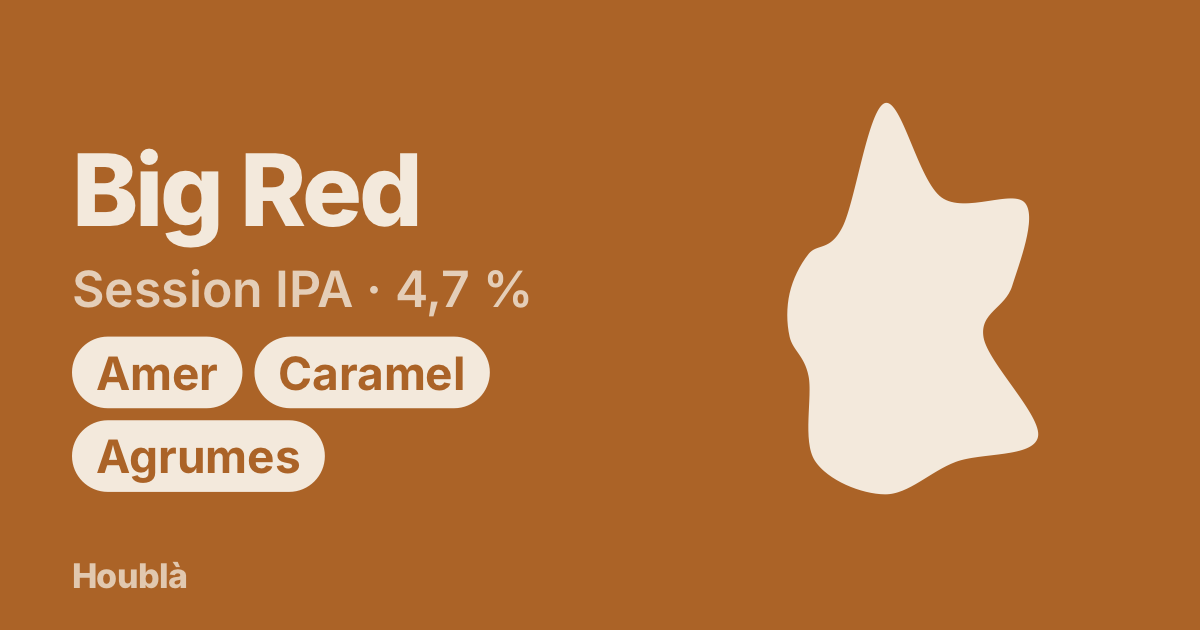 Big Red
Session IPA · 4,7 %
Amer Caramel
Agrumes
Houblà